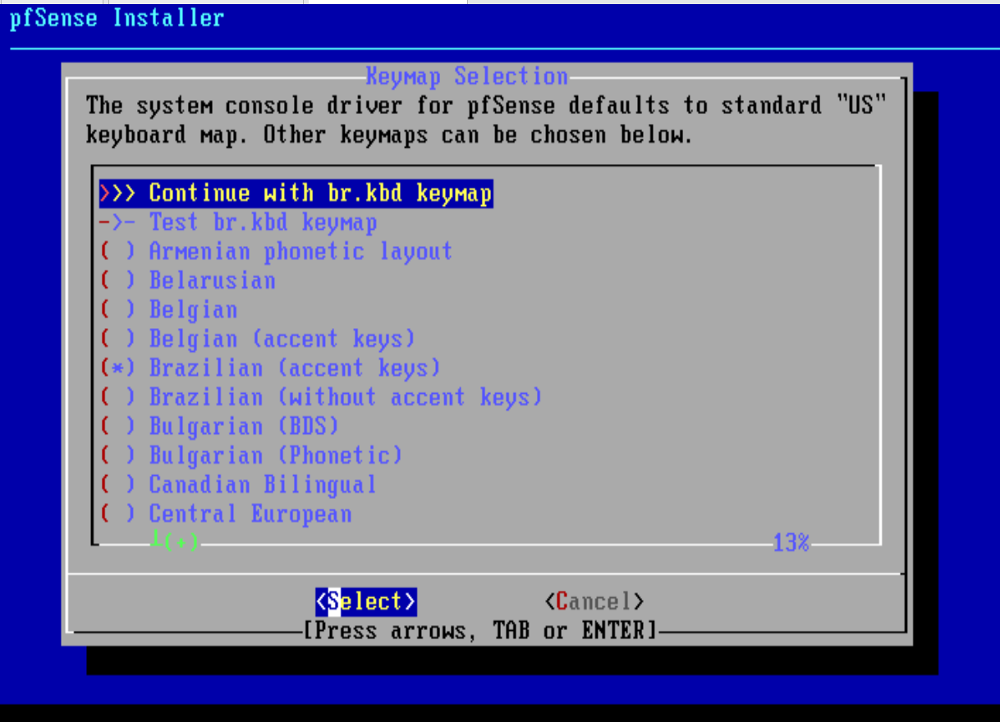 pfSense Installer
Keymap Selection
The system console driver for pfSense defaults to standard "US"
keyboard map. Other keymaps can be chosen below.
>>> Continue with br.kbd keymap
->- Test br.kbd keymap
( ) Armenian phonetic layout
( ) Belarusian
( ) Belgian
( ) Belgian (accent keys)
(*) Brazilian (accent keys)
( ) Brazilian (without accent keys)
( ) Bulgarian (BDS)
( ) Bulgarian (Phonetic)
( ) Canadian Bilingual
( ) Central European
┴(+) 13%
<Select> <Cancel>
[Press arrows, TAB or ENTER]